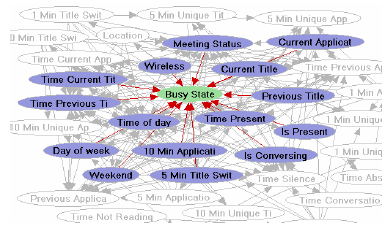 1 Min Title Swit
5 Min Unique Tit
5 Min Unique App
10 Min Title Swi
Location
Meeting Status
Current Applicat
Time Current App
Wireless
Current Title
Time Previous Ap
Time Current Tit
Busy State
Time Previous Ti
Previous Title
1 Min Unique
Time of day
Time Present
10 Min Unique Ap
Is Present
Day of week
10 Min Applicati
Is Conversing
1 Min
Weekend
5 Min Title Swit
Time Silence
Time Abs
Previous Applica
5 Min Applicatio
Time Conversatio
Time Not Reading
10 Min Unique Ti
1 Min